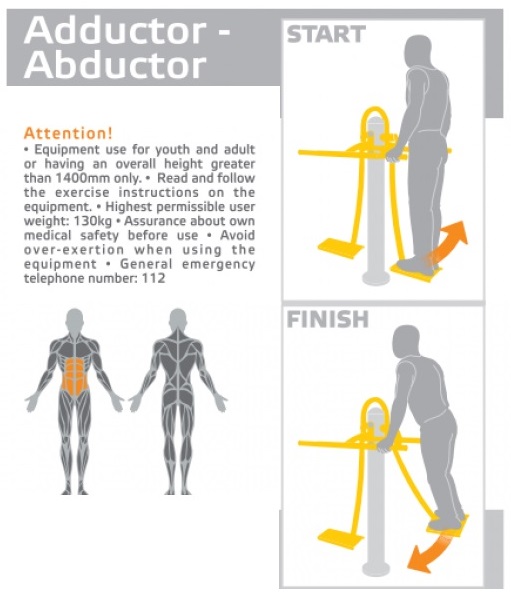 Adductor -
Abductor
START
Attention!
• Equipment use for youth and adult
or having an overall height greater
than 1400mm only. • Read and follow
the exercise instructions on the
equipment. • Highest permissible user
weight: 130kg • Assurance about own
medical safety before use • Avoid
over-exertion when using the
equipment • General emergency
telephone number: 112
FINISH